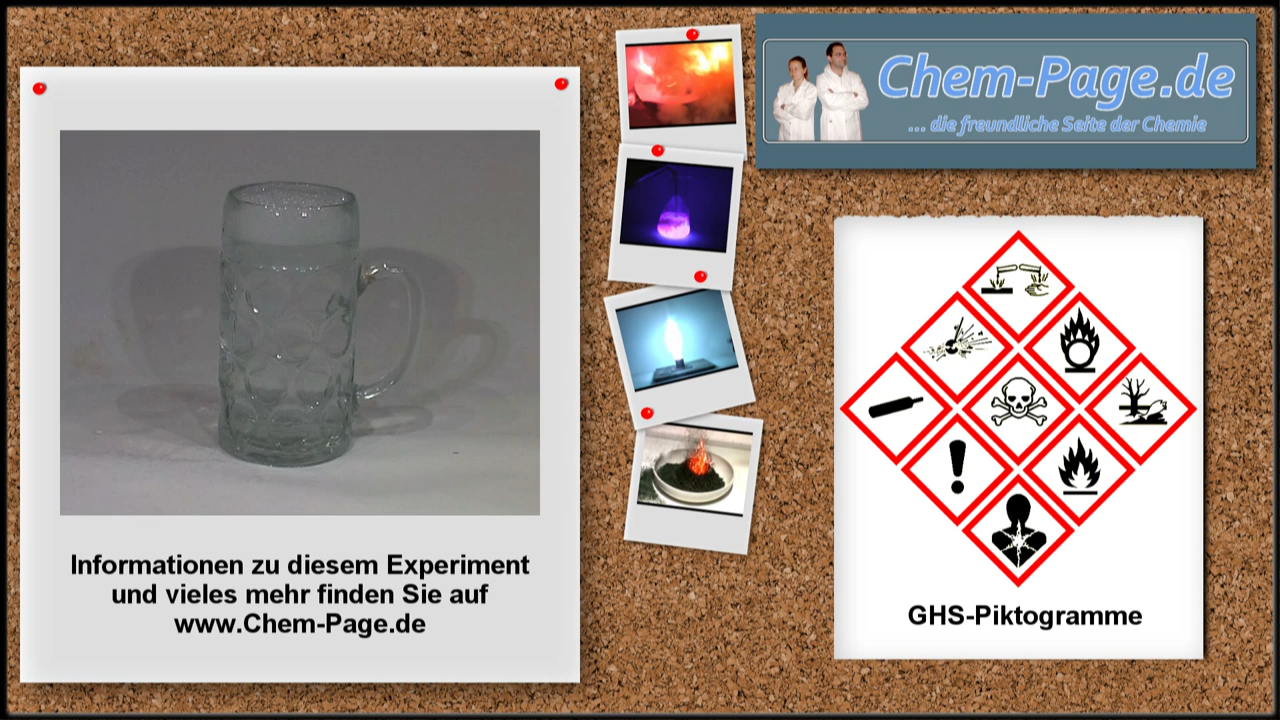 Chem-Page.de
... die freundliche Seite der Chemie
Informationen zu diesem Experiment
und vieles mehr finden Sie auf
www.Chem-Page.de
GHS-Piktogramme